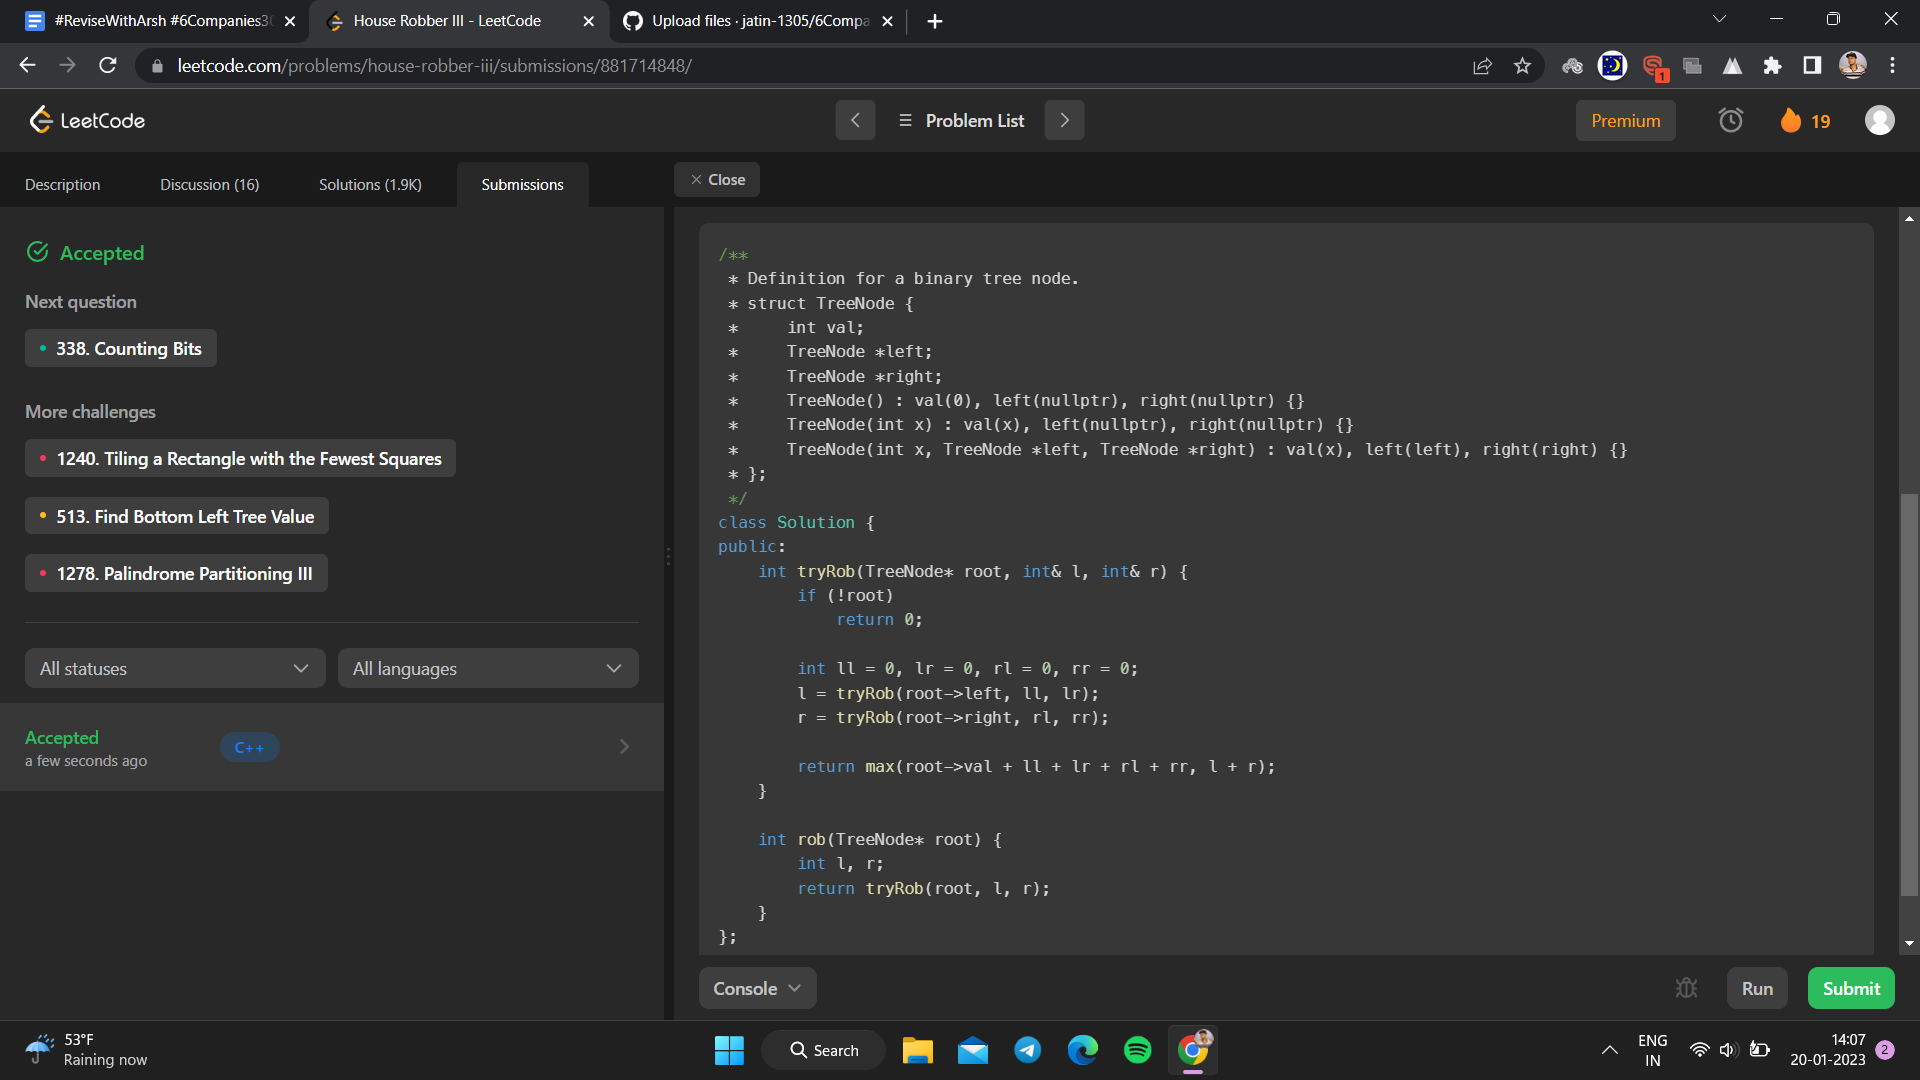 #ReviseWithArsh #6Companies3
House Robber III - LeetCode
Upload files · jatin-1305/6Compa
leetcode.com/problems/house-robber-iii/submissions/881714848/
1
LeetCode
Problem List
Premium
19
Description
Discussion (16)
Solutions (1.9K)
Submissions
Close
Accepted
Next question
338. Counting Bits
More challenges
1240. Tiling a Rectangle with the Fewest Squares
513. Find Bottom Left Tree Value
1278. Palindrome Partitioning III
All statuses
All languages
Accepted
a few seconds ago
C++
/**
 * Definition for a binary tree node.
 * struct TreeNode {
 *     int val;
 *     TreeNode *left;
 *     TreeNode *right;
 *     TreeNode() : val(0), left(nullptr), right(nullptr) {}
 *     TreeNode(int x) : val(x), left(nullptr), right(nullptr) {}
 *     TreeNode(int x, TreeNode *left, TreeNode *right) : val(x), left(left), right(right) {}
 * };
 */
class Solution {
public:
    int tryRob(TreeNode* root, int& l, int& r) {
        if (!root)
            return 0;
        int ll = 0, lr = 0, rl = 0, rr = 0;
        l = tryRob(root->left, ll, lr);
        r = tryRob(root->right, rl, rr);
        return max(root->val + ll + lr + rl + rr, l + r);
    }
    int rob(TreeNode* root) {
        int l, r;
        return tryRob(root, l, r);
    }
};
Console
Run
Submit
53°F
Raining now
Search
ENG
IN
14:07
20-01-2023
2